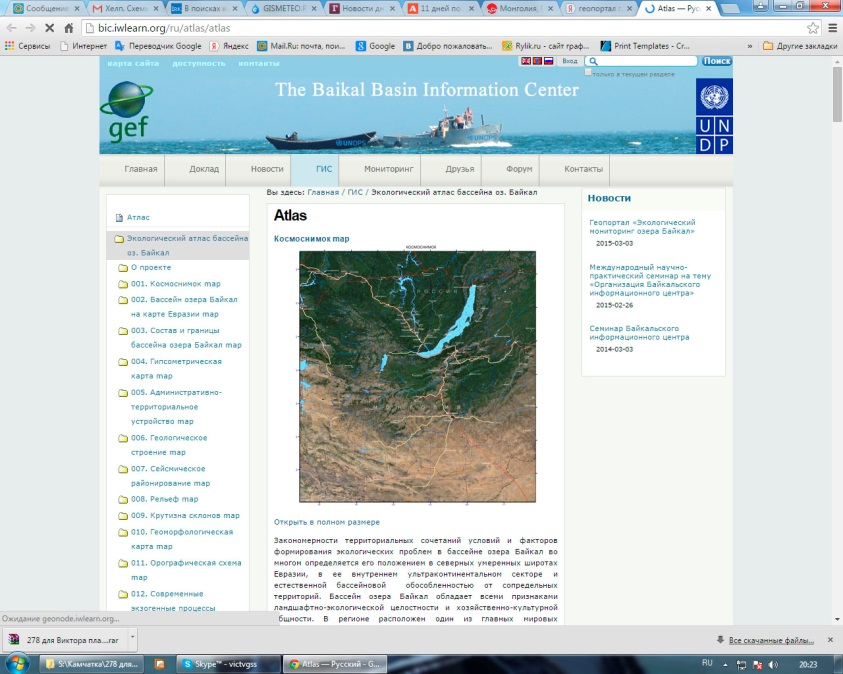 Сообщение
Хелп. Схемы
В поисках и
GISMETEO.R
Новости до
11 дней по
Монголия,
геопортал г
Atlas — Рус
bic.iwlearn.org/ru/atlas/atlas
Сервисы Интернет Переводчик Google Яндекс Mail.Ru: почта, пои... Google Добро пожаловать... Rylik.ru - сайт граф... Print Templates - Cr... » Другие закладки
карта сайта доступность контакты
Вход Поиск
только в текущем разделе
gef
The Baikal Basin Information Center
UNOPS
UN
DP
Главная Доклад Новости ГИС Мониторинг Друзья Форум Контакты
Вы здесь: Главная / ГИС / Экологический атлас бассейна оз. Байкал
Атлас
Экологический атлас бассейна
оз. Байкал
О проекте
001. Космоснимок map
002. Бассейн озера Байкал
на карте Евразии map
003. Состав и границы
бассейна озера Байкал map
004. Гипсометрическая
карта map
005. Административно-
территориальное
устройство map
006. Геологическое
строение map
007. Сейсмическое
районирование map
008. Рельеф map
009. Крутизна склонов map
010. Геоморфологическая
карта map
011. Орографическая схема
map
012. Современные
экзогенные процессы
Atlas
Космоснимок map
КОСМОСНИМОК
Открыть в полном размере
Закономерности территориальных сочетаний условий и факторов
формирования экологических проблем в бассейне озера Байкал во
многом определяется его положением в северных умеренных широтах
Евразии, в ее внутреннем ультраконтинентальном секторе и
естественной бассейновой обособленностью от сопредельных
территорий. Бассейн озера Байкал обладает всеми признаками
ландшафтно-экологической целостности и хозяйственно-культурной
общности. В регионе расположен один из главных мировых
Новости
Геопортал «Экологический
мониторинг озера Байкал»
2015-03-03
Международный научно-
практический семинар на тему
«Организация Байкальского
информационного центра»
2015-02-26
Семинар Байкальского
информационного центра
2014-03-03
Ожидание geonode.iwlearn.org...
278 для Виктора пла....rar
Все скачанные файлы...
S:\Камчатка\278 для...
Skype™ - victvgss
Atlas — Русский - G...
RU
20:23